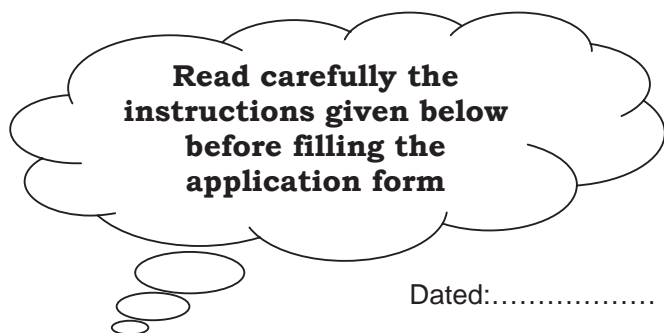 Read carefully the
instructions given below
before filling the
application form
Dated:..................